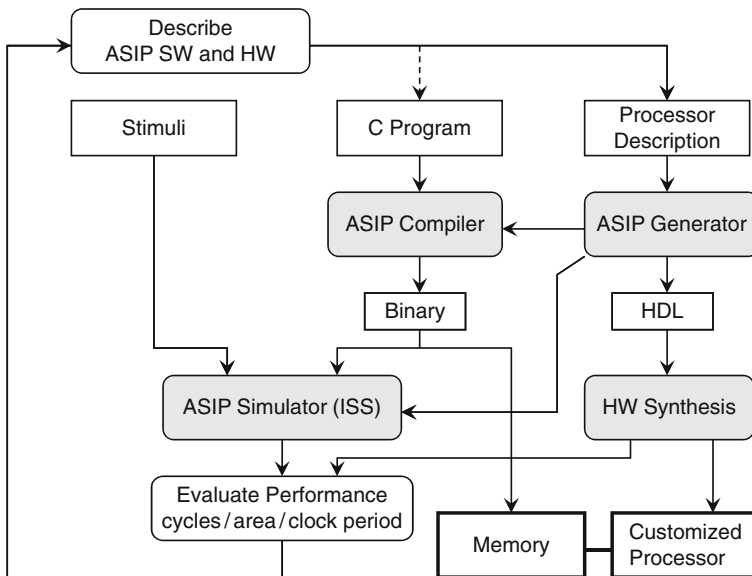 Describe
ASIP SW and HW
Stimuli
C Program
Processor
Description
ASIP Compiler
ASIP Generator
Binary
HDL
ASIP Simulator (ISS)
HW Synthesis
Evaluate Performance
cycles/area/clock period
Memory
Customized
Processor